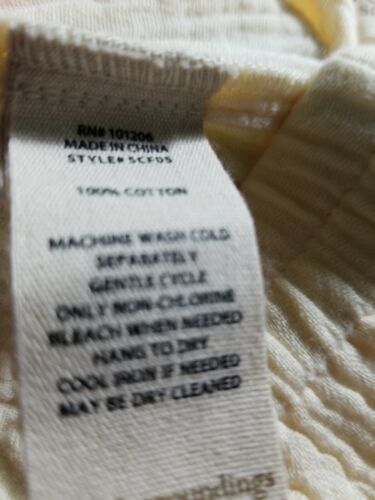 RN# 101206
MADE IN CHINA
STYLE# SCF05
100% COTTON
MACHINE WASH COLD
SEPARATELY
GENTLE CYCLE
ONLY NON-CHLORINE
BLEACH WHEN NEEDED
HANG TO DRY
COOL IRON IF NEEDED
MAY BE DRY CLEANED